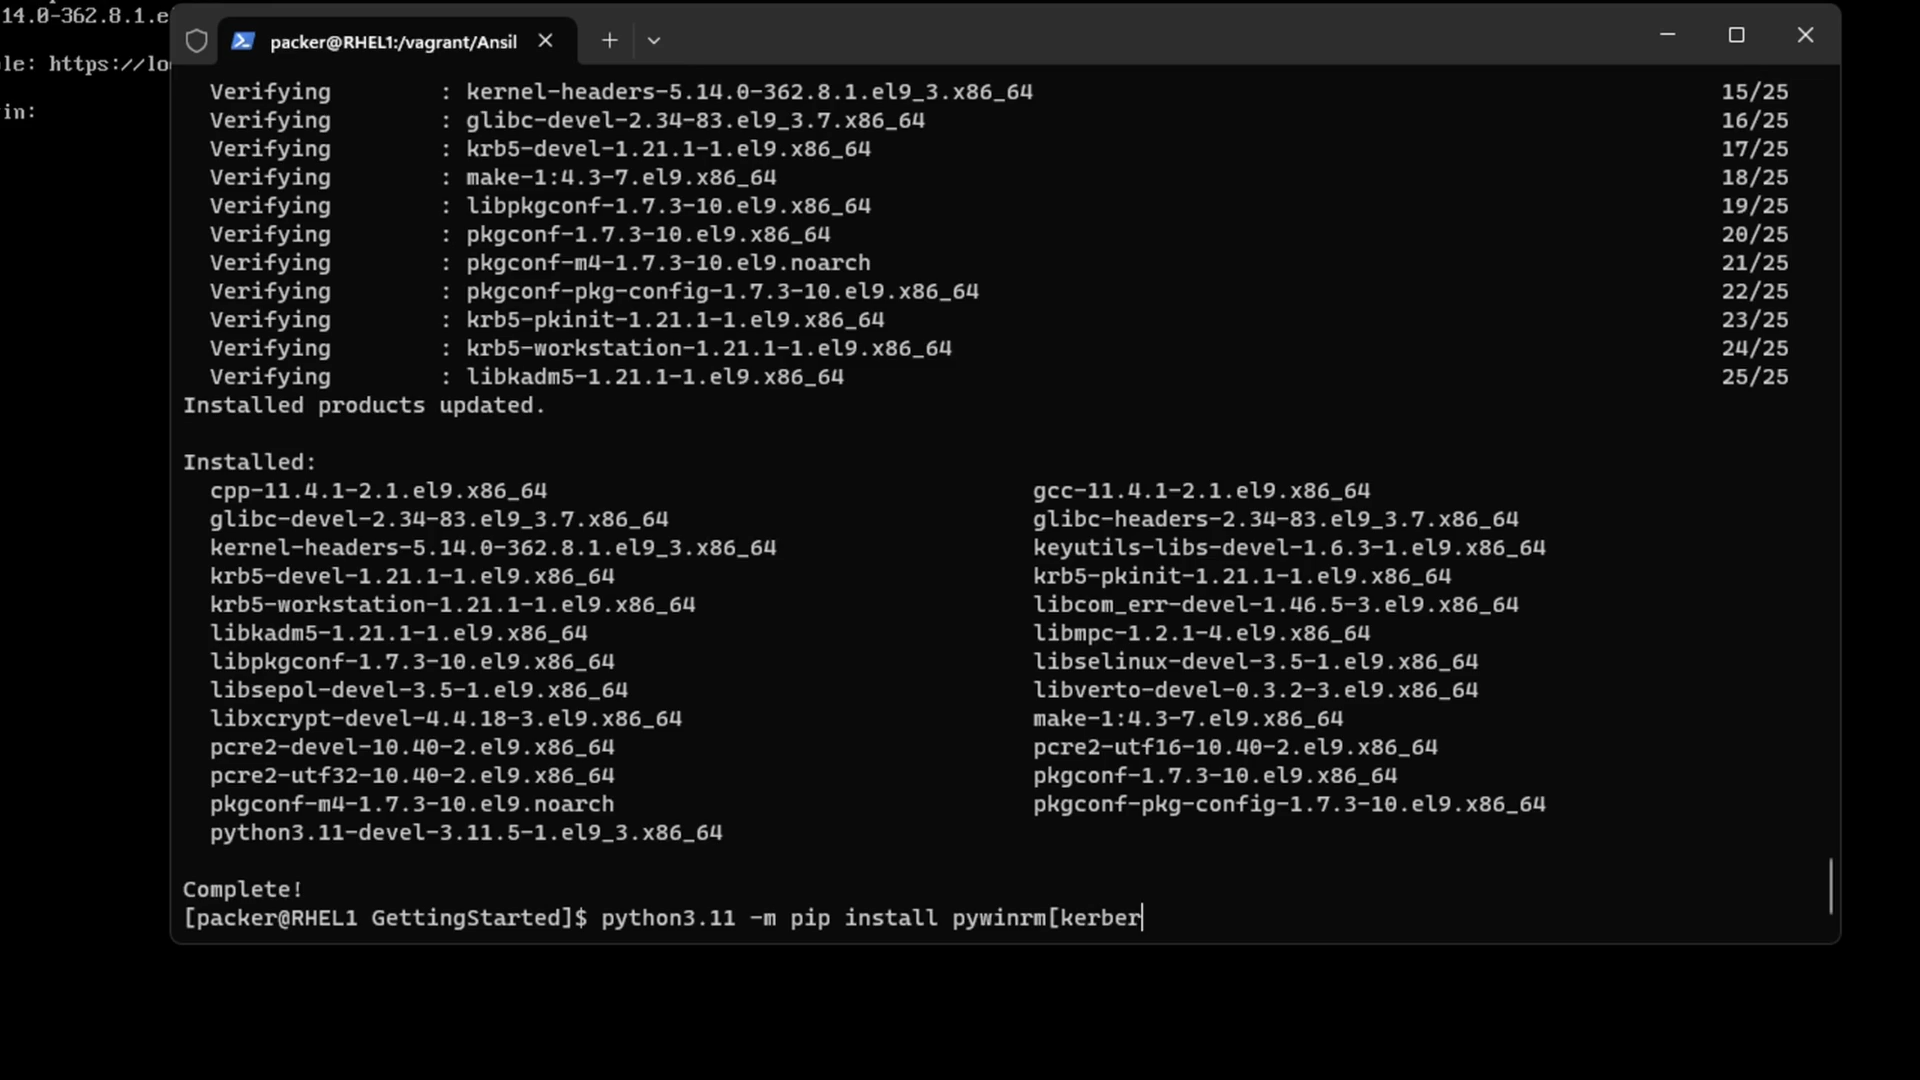 14.0-362.8.1.e
le: https://lo
in:
packer@RHEL1:/vagrant/Ansil
Verifying : kernel-headers-5.14.0-362.8.1.el9_3.x86_64 15/25
Verifying : glibc-devel-2.34-83.el9_3.7.x86_64 16/25
Verifying : krb5-devel-1.21.1-1.el9.x86_64 17/25
Verifying : make-1:4.3-7.el9.x86_64 18/25
Verifying : libpkgconf-1.7.3-10.el9.x86_64 19/25
Verifying : pkgconf-1.7.3-10.el9.x86_64 20/25
Verifying : pkgconf-m4-1.7.3-10.el9.noarch 21/25
Verifying : pkgconf-pkg-config-1.7.3-10.el9.x86_64 22/25
Verifying : krb5-pkinit-1.21.1-1.el9.x86_64 23/25
Verifying : krb5-workstation-1.21.1-1.el9.x86_64 24/25
Verifying : libkadm5-1.21.1-1.el9.x86_64 25/25
Installed products updated.
Installed:
cpp-11.4.1-2.1.el9.x86_64 gcc-11.4.1-2.1.el9.x86_64
glibc-devel-2.34-83.el9_3.7.x86_64 glibc-headers-2.34-83.el9_3.7.x86_64
kernel-headers-5.14.0-362.8.1.el9_3.x86_64 keyutils-libs-devel-1.6.3-1.el9.x86_64
krb5-devel-1.21.1-1.el9.x86_64 krb5-pkinit-1.21.1-1.el9.x86_64
krb5-workstation-1.21.1-1.el9.x86_64 libcom_err-devel-1.46.5-3.el9.x86_64
libkadm5-1.21.1-1.el9.x86_64 libmpc-1.2.1-4.el9.x86_64
libpkgconf-1.7.3-10.el9.x86_64 libselinux-devel-3.5-1.el9.x86_64
libsepol-devel-3.5-1.el9.x86_64 libverto-devel-0.3.2-3.el9.x86_64
libxcrypt-devel-4.4.18-3.el9.x86_64 make-1:4.3-7.el9.x86_64
pcre2-devel-10.40-2.el9.x86_64 pcre2-utf16-10.40-2.el9.x86_64
pcre2-utf32-10.40-2.el9.x86_64 pkgconf-1.7.3-10.el9.x86_64
pkgconf-m4-1.7.3-10.el9.noarch pkgconf-pkg-config-1.7.3-10.el9.x86_64
python3.11-devel-3.11.5-1.el9_3.x86_64
Complete!
[packer@RHEL1 GettingStarted]$ python3.11 -m pip install pywinrm[kerber